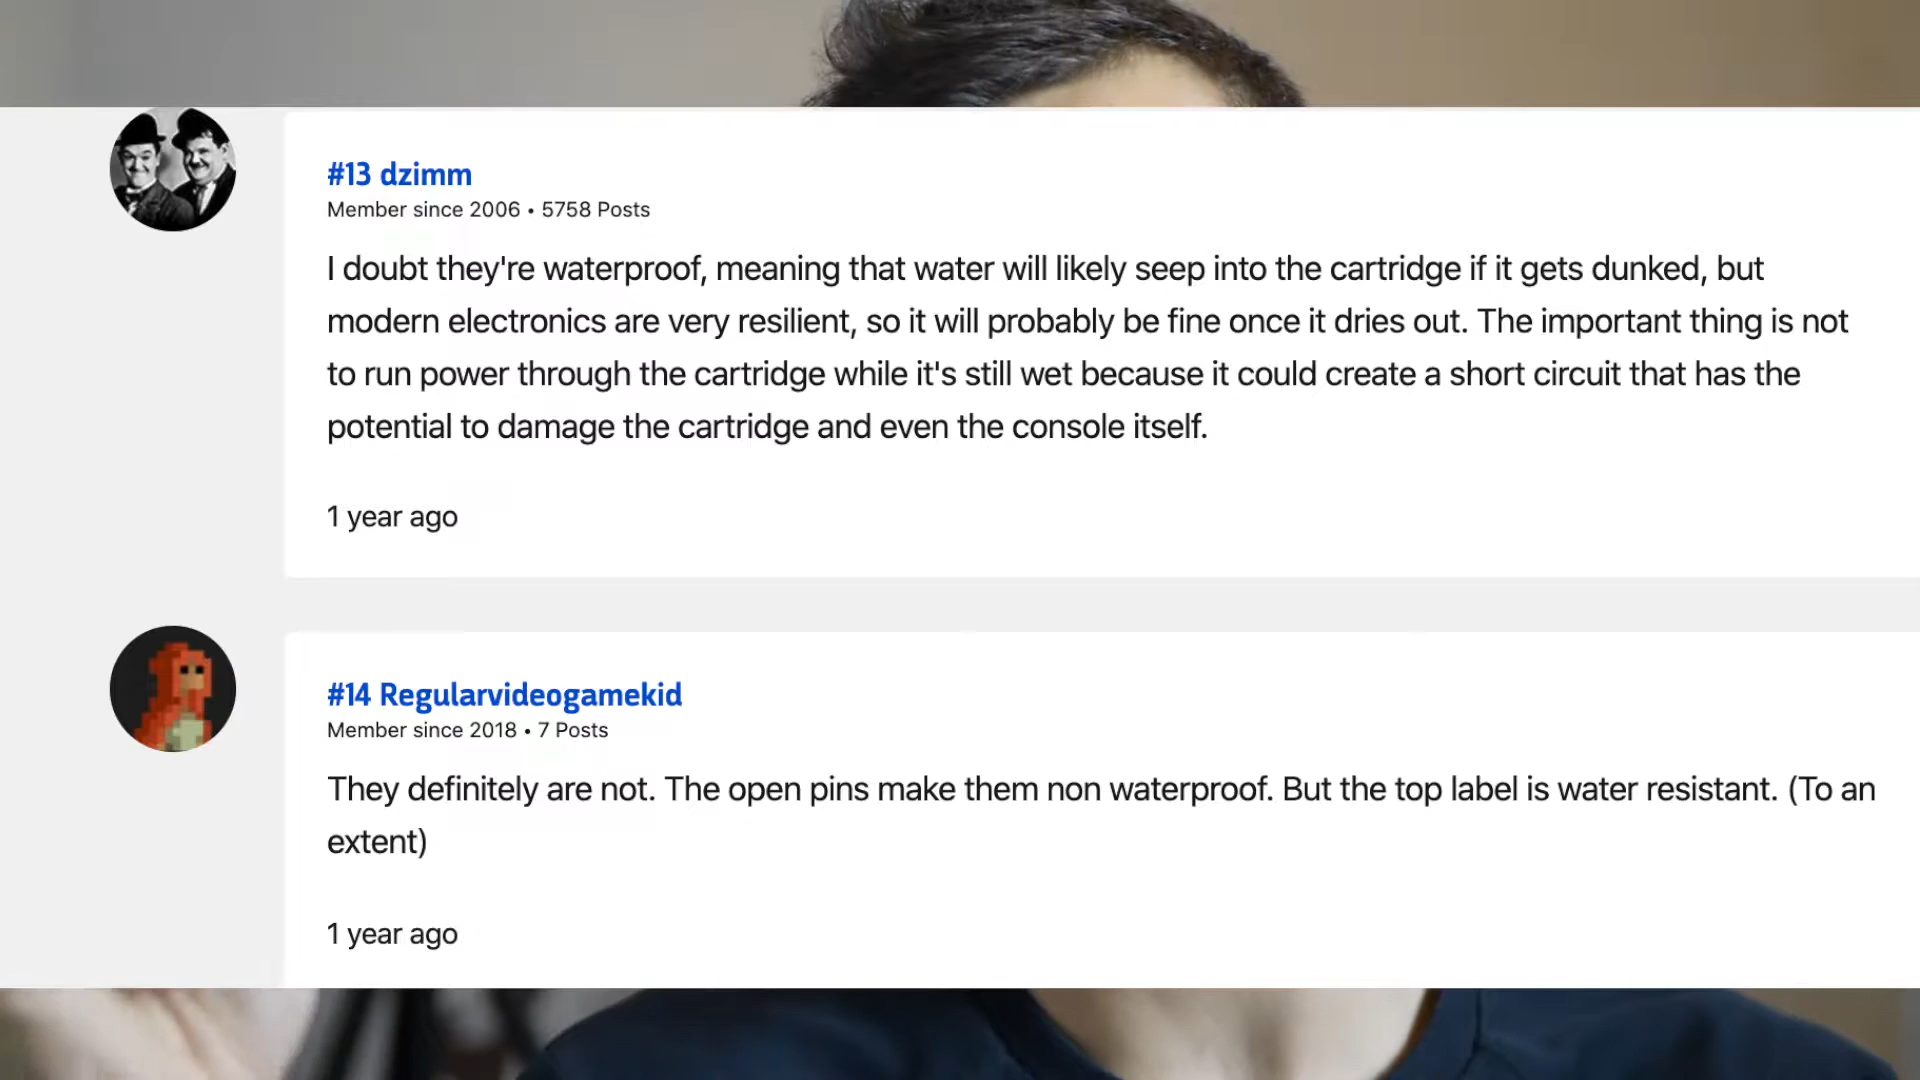 #13 dzimm
Member since 2006 • 5758 Posts
I doubt they're waterproof, meaning that water will likely seep into the cartridge if it gets dunked, but
modern electronics are very resilient, so it will probably be fine once it dries out. The important thing is not
to run power through the cartridge while it's still wet because it could create a short circuit that has the
potential to damage the cartridge and even the console itself.
1 year ago
#14 Regularvideogamekid
Member since 2018 • 7 Posts
They definitely are not. The open pins make them non waterproof. But the top label is water resistant. (To an
extent)
1 year ago